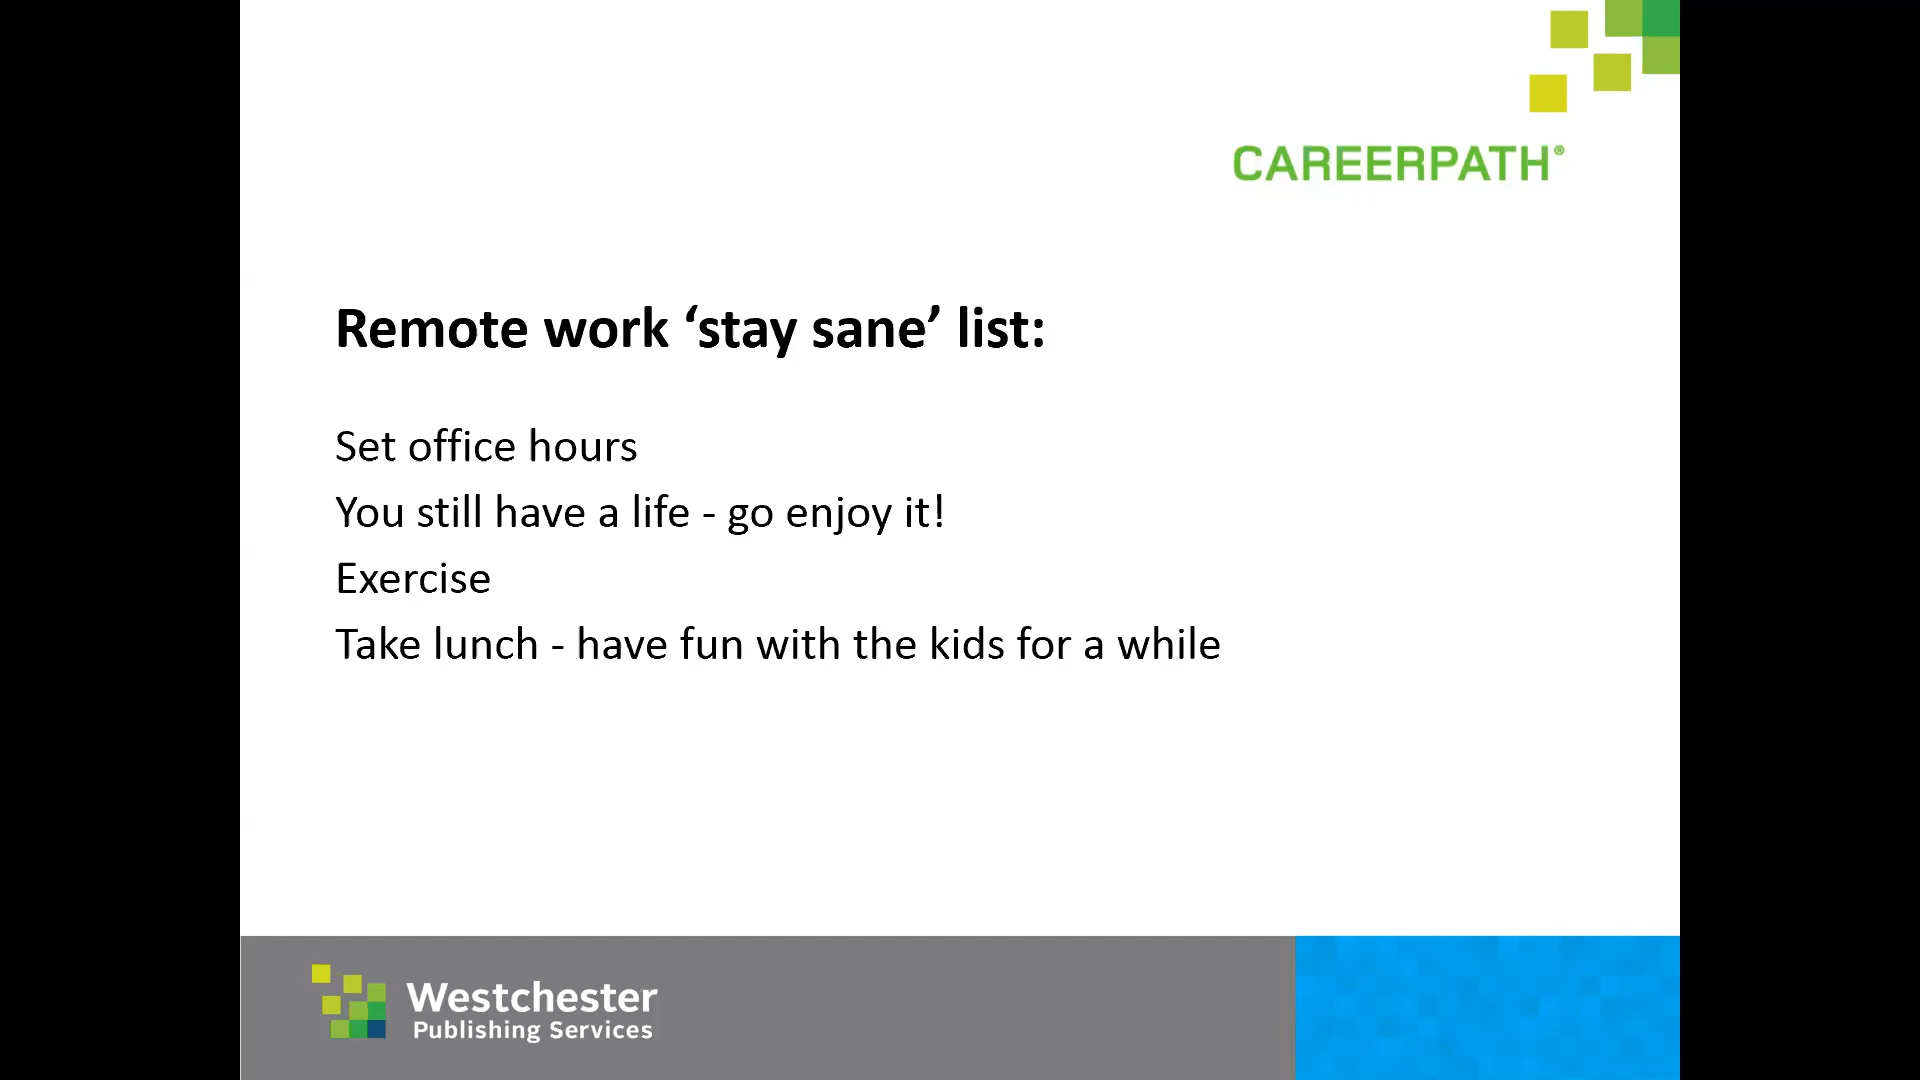 CAREERPATH®
Remote work ‘stay sane’ list:
Set office hours
You still have a life - go enjoy it!
Exercise
Take lunch - have fun with the kids for a while
Westchester
Publishing Services